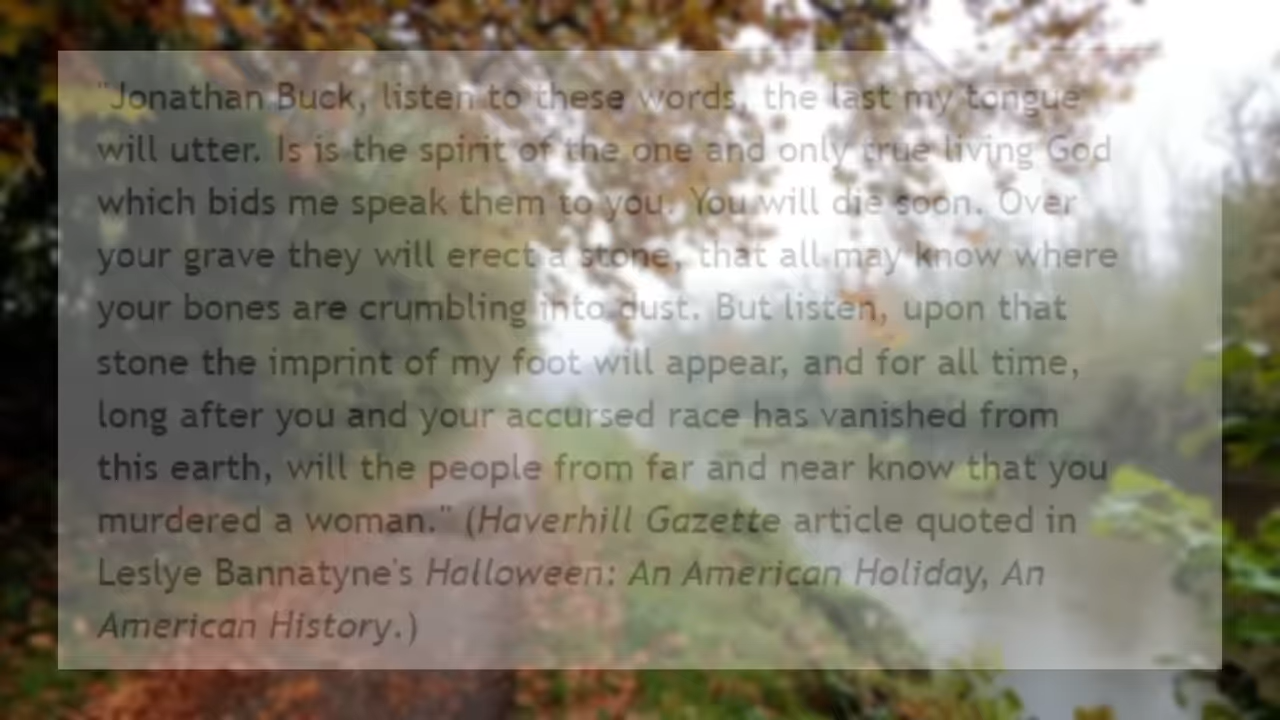 "Jonathan Buck, listen to these words, the last my tongue
will utter. Is is the spirit of the one and only true living God
which bids me speak them to you. You will die soon. Over
your grave they will erect a stone, that all may know where
your bones are crumbling into dust. But listen, upon that
stone the imprint of my foot will appear, and for all time,
long after you and your accursed race has vanished from
this earth, will the people from far and near know that you
murdered a woman." (Haverhill Gazette article quoted in
Leslye Bannatyne's Halloween: An American Holiday, An
American History.)